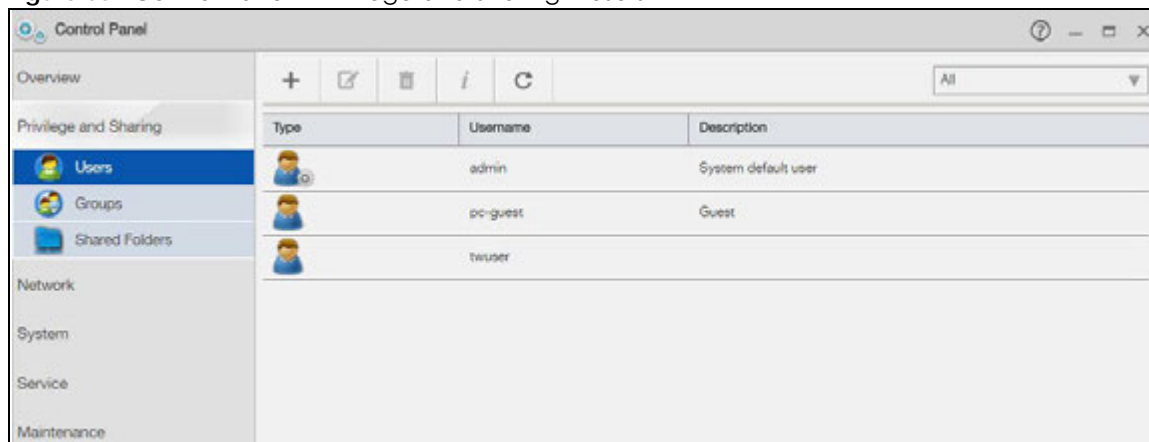 Control Panel
Overview
All
Privilege and Sharing
Type Username Description
Users
admin System default user
Groups
pc-guest Guest
Shared Folders
twuser
Network
System
Service
Maintenance